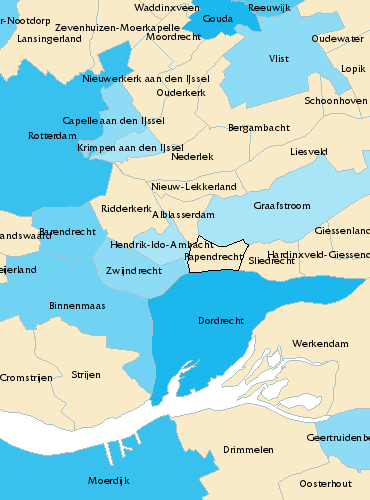 Waddinxveen
Reeuwijk
Gouda
r-Nootdorp
Zevenhuizen-Moerkapelle
Lansingerland
Moordrecht
Oudewater
Vlist
Lopik
Nieuwerkerk aan den IJssel
Ouderkerk
Schoonhoven
Capelle aan den IJssel
Bergambacht
Rotterdam
Krimpen aan den IJssel
Liesveld
Nederlek
Nieuw-Lekkerland
Graafstroom
Ridderkerk
Alblasserdam
Giessenland
Barendrecht
andswaard
Hendrik-Ido-Ambacht
Papendrecht
Hardinxveld-Giessend
Sliedrecht
eijerland
Zwijndrecht
Binnenmaas
Dordrecht
Werkendam
Strijen
Cromstrijen
Geertruidenbe
Drimmelen
Moerdijk
Oosterhout